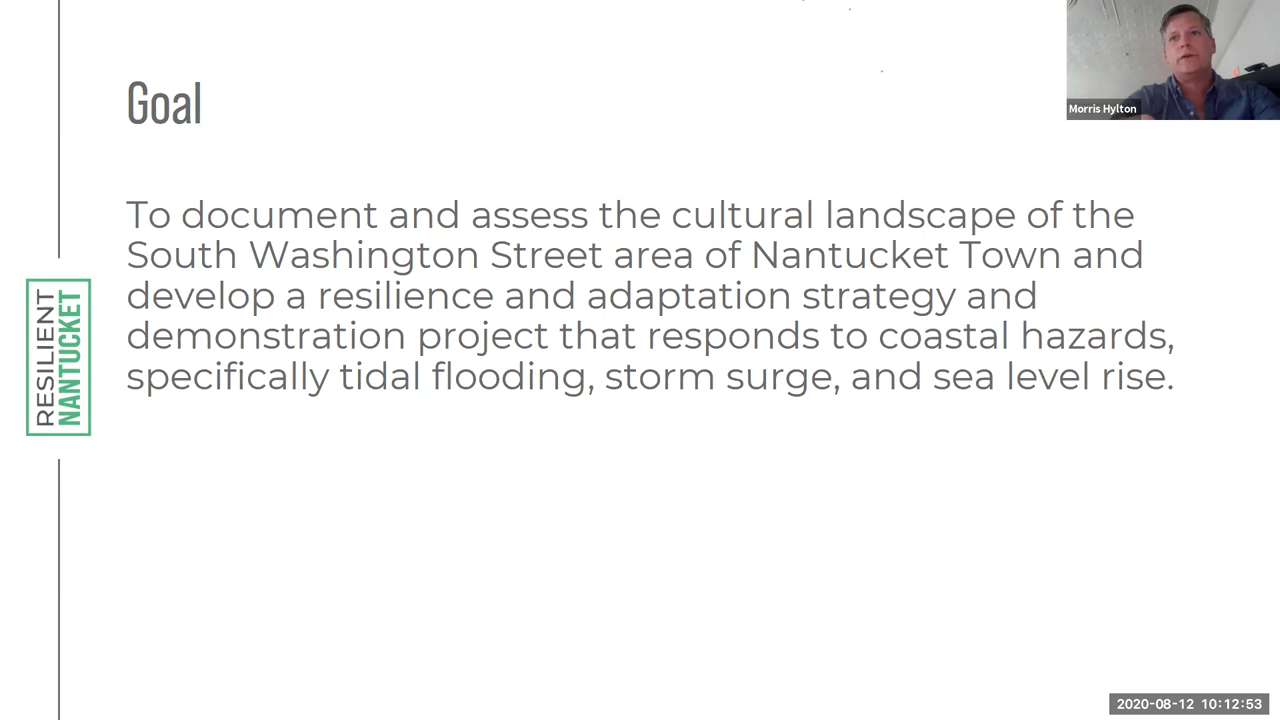 Goal
To document and assess the cultural landscape of the
South Washington Street area of Nantucket Town and
develop a resilience and adaptation strategy and
demonstration project that responds to coastal hazards,
specifically tidal flooding, storm surge, and sea level rise.
RESILIENT
NANTUCKET
Morris Hylton
2020-08-12 10:12:53